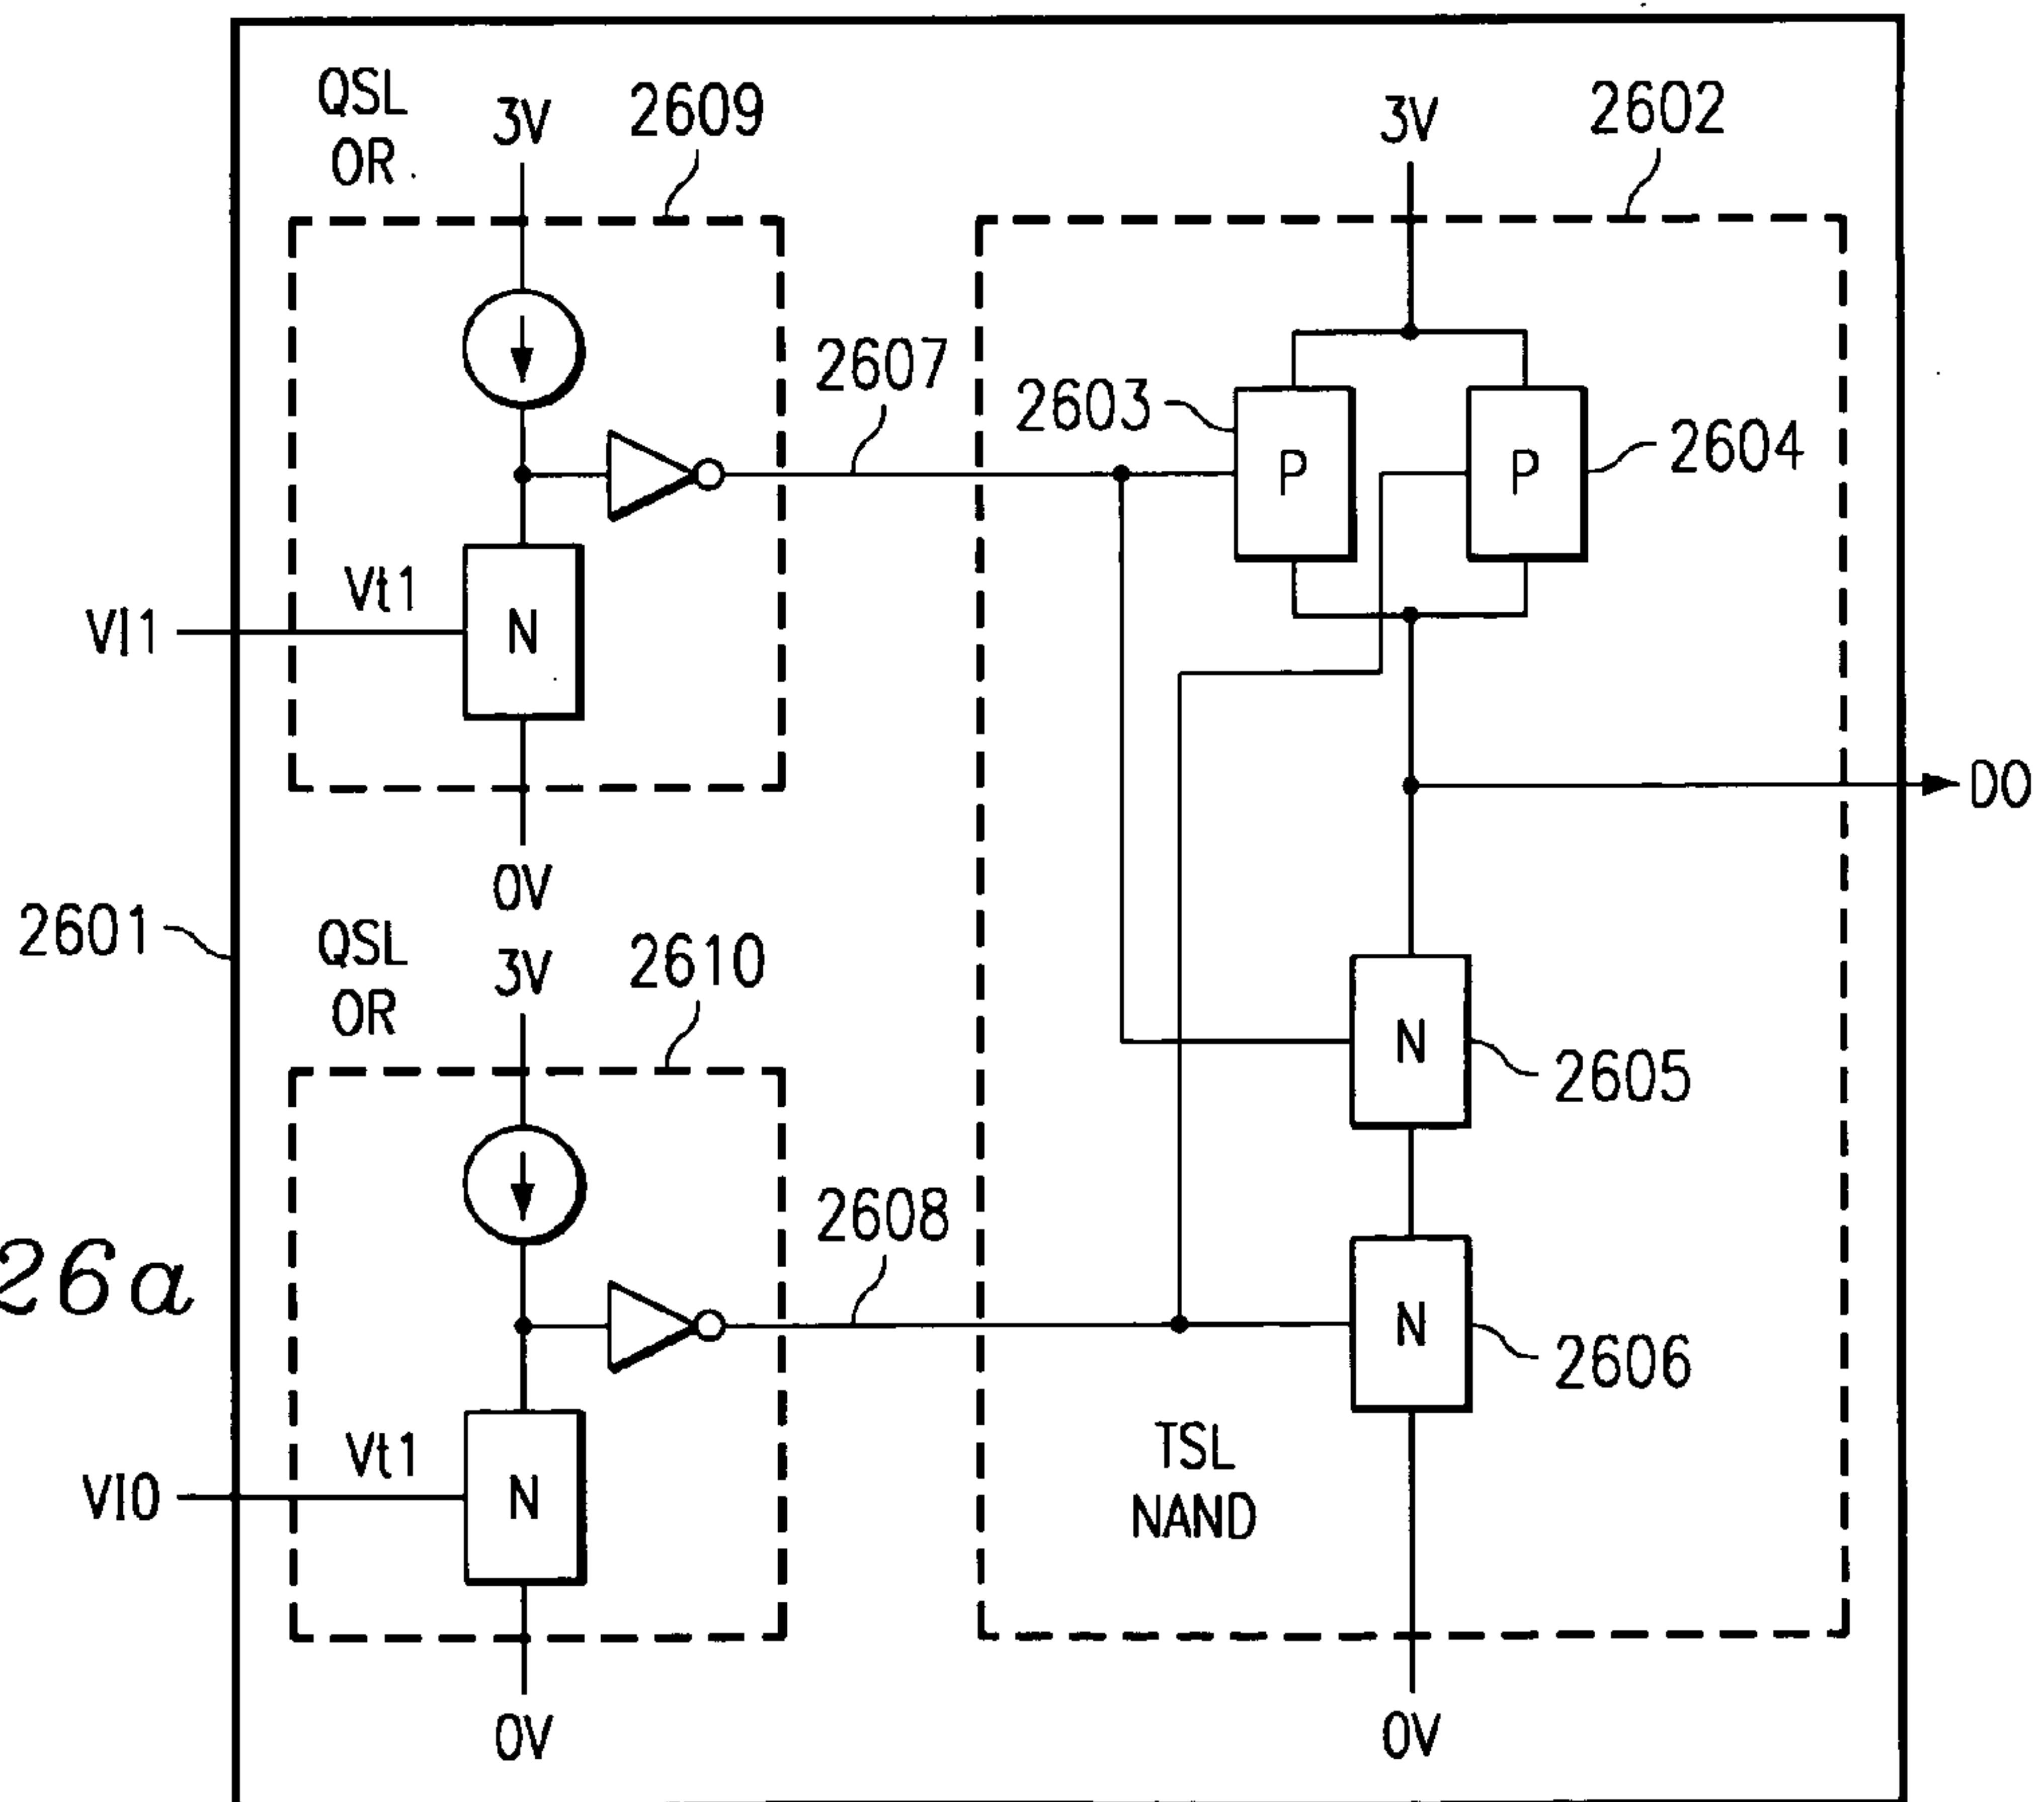 QSL
OR
3V
2609
3V
2602
2607
2603
P
P
2604
Vt1
VI1
N
DO
0V
2601
QSL
OR
3V
2610
N
2605
2608
26a
N
2606
Vt1
VI0
N
TSL
NAND
0V
0V